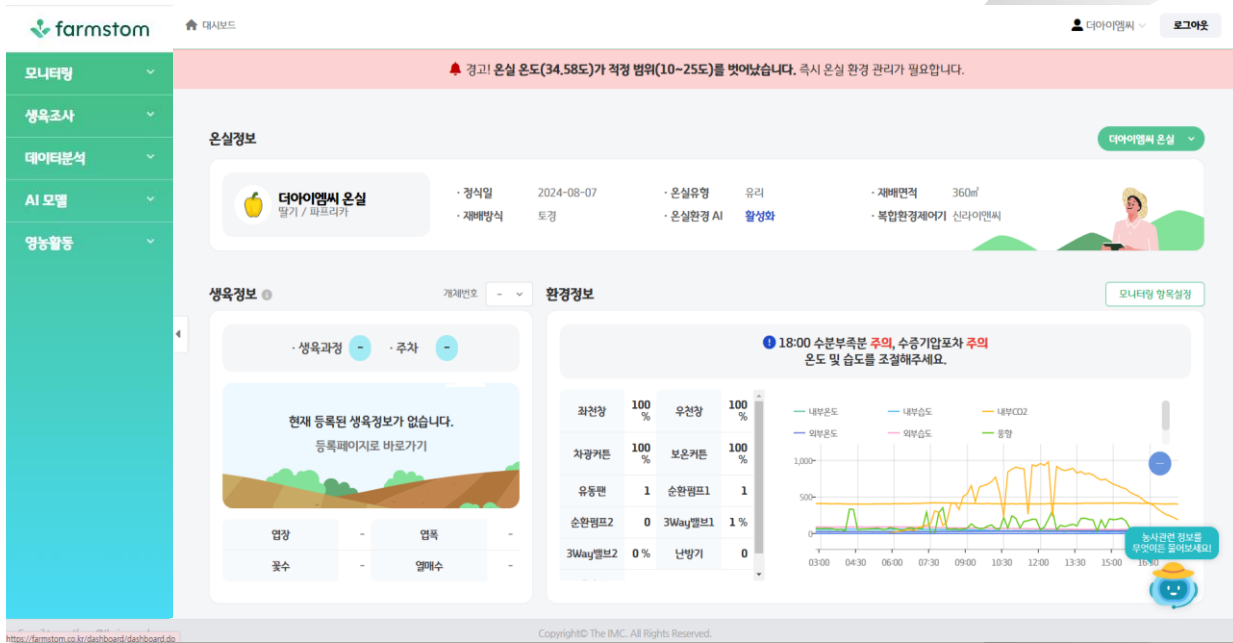 farmstom
대시보드
더아이엠씨
로그아웃
모니터링
생육조사
데이터분석
AI 모델
영농활동
경고! 온실 온도(34.58도)가 적정 범위(10~25도)를 벗어났습니다. 즉시 온실 환경 관리가 필요합니다.
온실정보
더아이엠씨 온실
더아이엠씨 온실
딸기 / 파프리카
· 정식일 2024-08-07 · 온실유형 유리 · 재배면적 360㎡
· 재배방식 토경 · 온실환경 AI 활성화 · 복합환경제어기 신라이앤씨
생육정보
개체번호 -
· 생육과정 - · 주차 -
현재 등록된 생육정보가 없습니다.
등록페이지로 바로가기
엽장 - 엽폭 -
꽃수 - 열매수 -
환경정보
모니터링 항목설정
18:00 수분부족분 주의, 수증기압포차 주의
온도 및 습도를 조절해주세요.
좌천창 100 % 우천창 100 %
차광커튼 100 % 보온커튼 100 %
유동팬 1 순환펌프1 1
순환펌프2 0 3Way밸브1 1 %
3Way밸브2 0 % 난방기 0
내부온도 내부습도 내부CO2
외부온도 외부습도 풍향
1,000
500
0
03:00 04:30 06:00 07:30 09:00 10:30 12:00 13:30 15:00 16:30
농사관련 정보를
무엇이든 물어보세요!
Copyright© The IMC. All Rights Reserved.
https://farmstom.co.kr/dashboard/dashboard.do